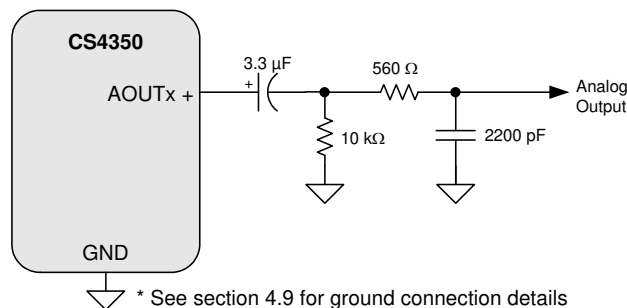 CS4350
3.3 µF
560 Ω
AOUTx +
+
Analog
Output
10 kΩ
2200 pF
GND
* See section 4.9 for ground connection details